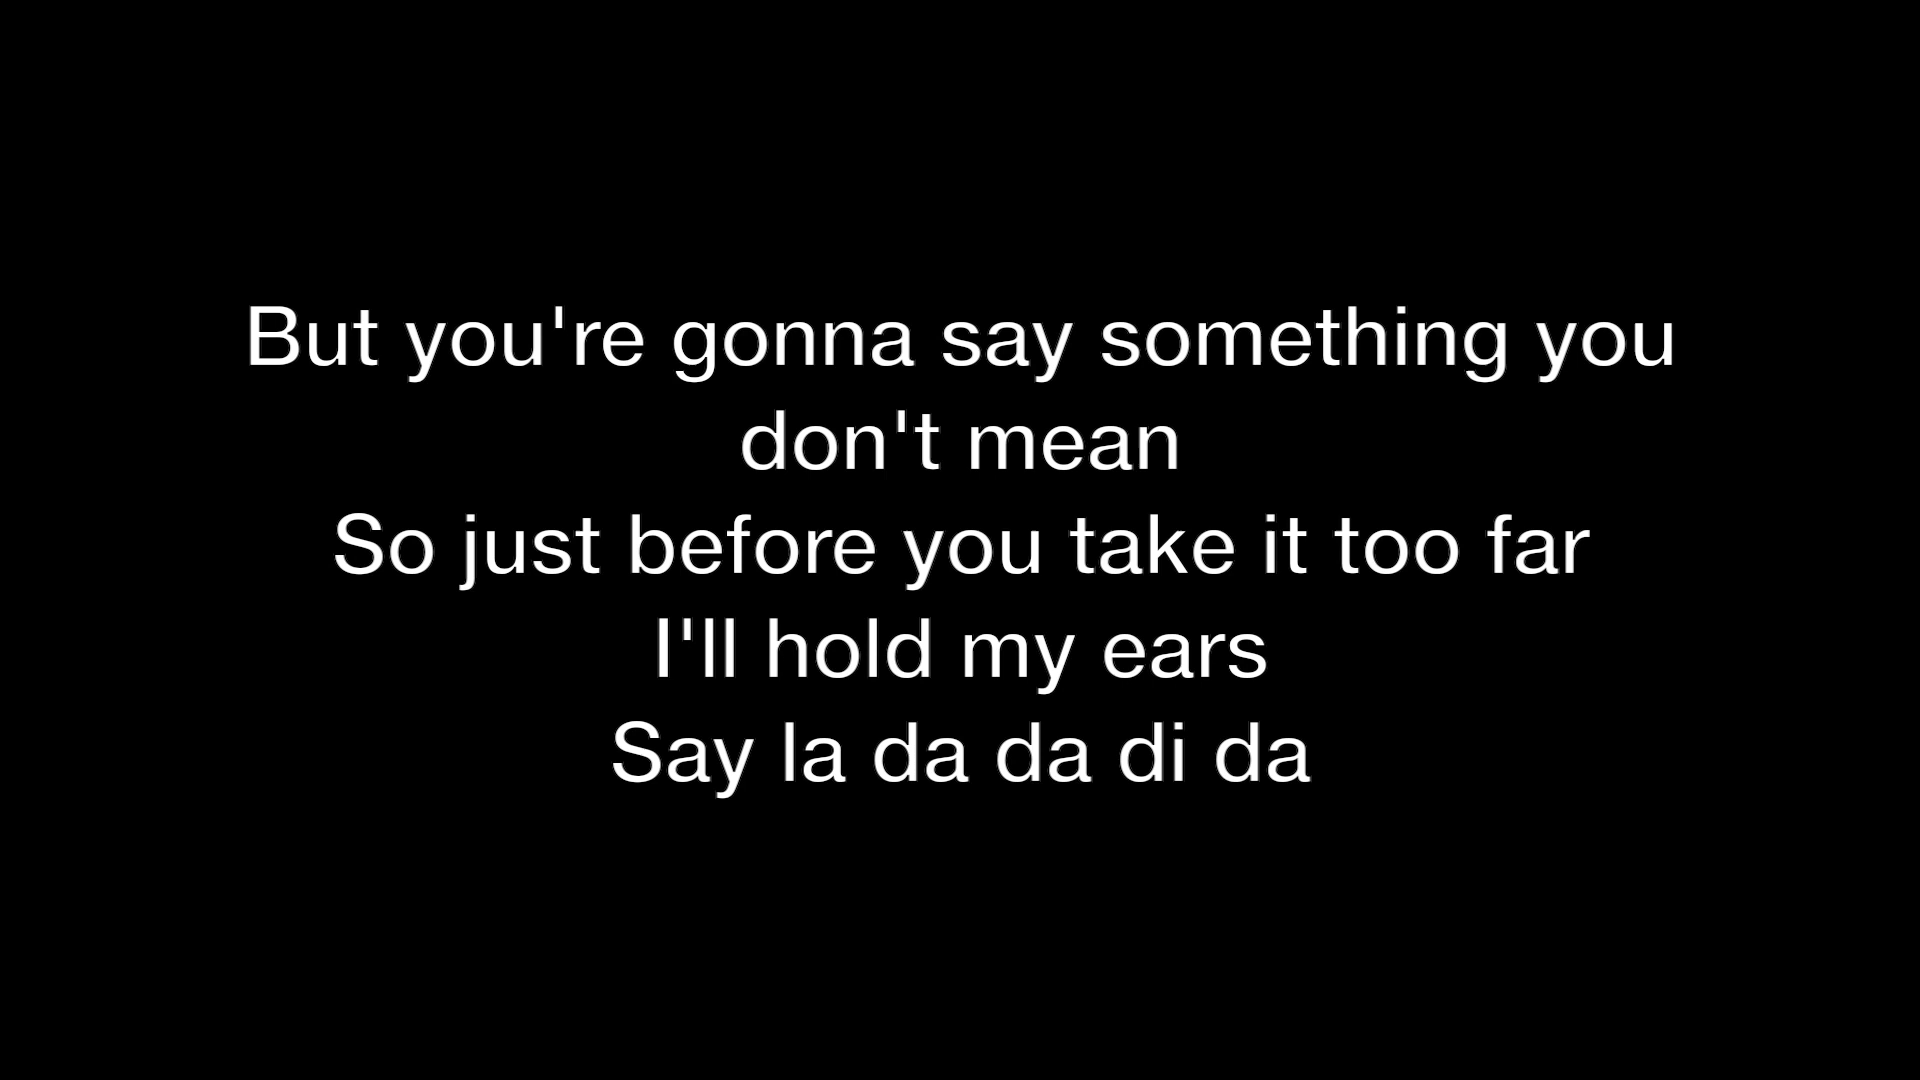 But you're gonna say something you
don't mean
So just before you take it too far
I'll hold my ears
Say la da da di da